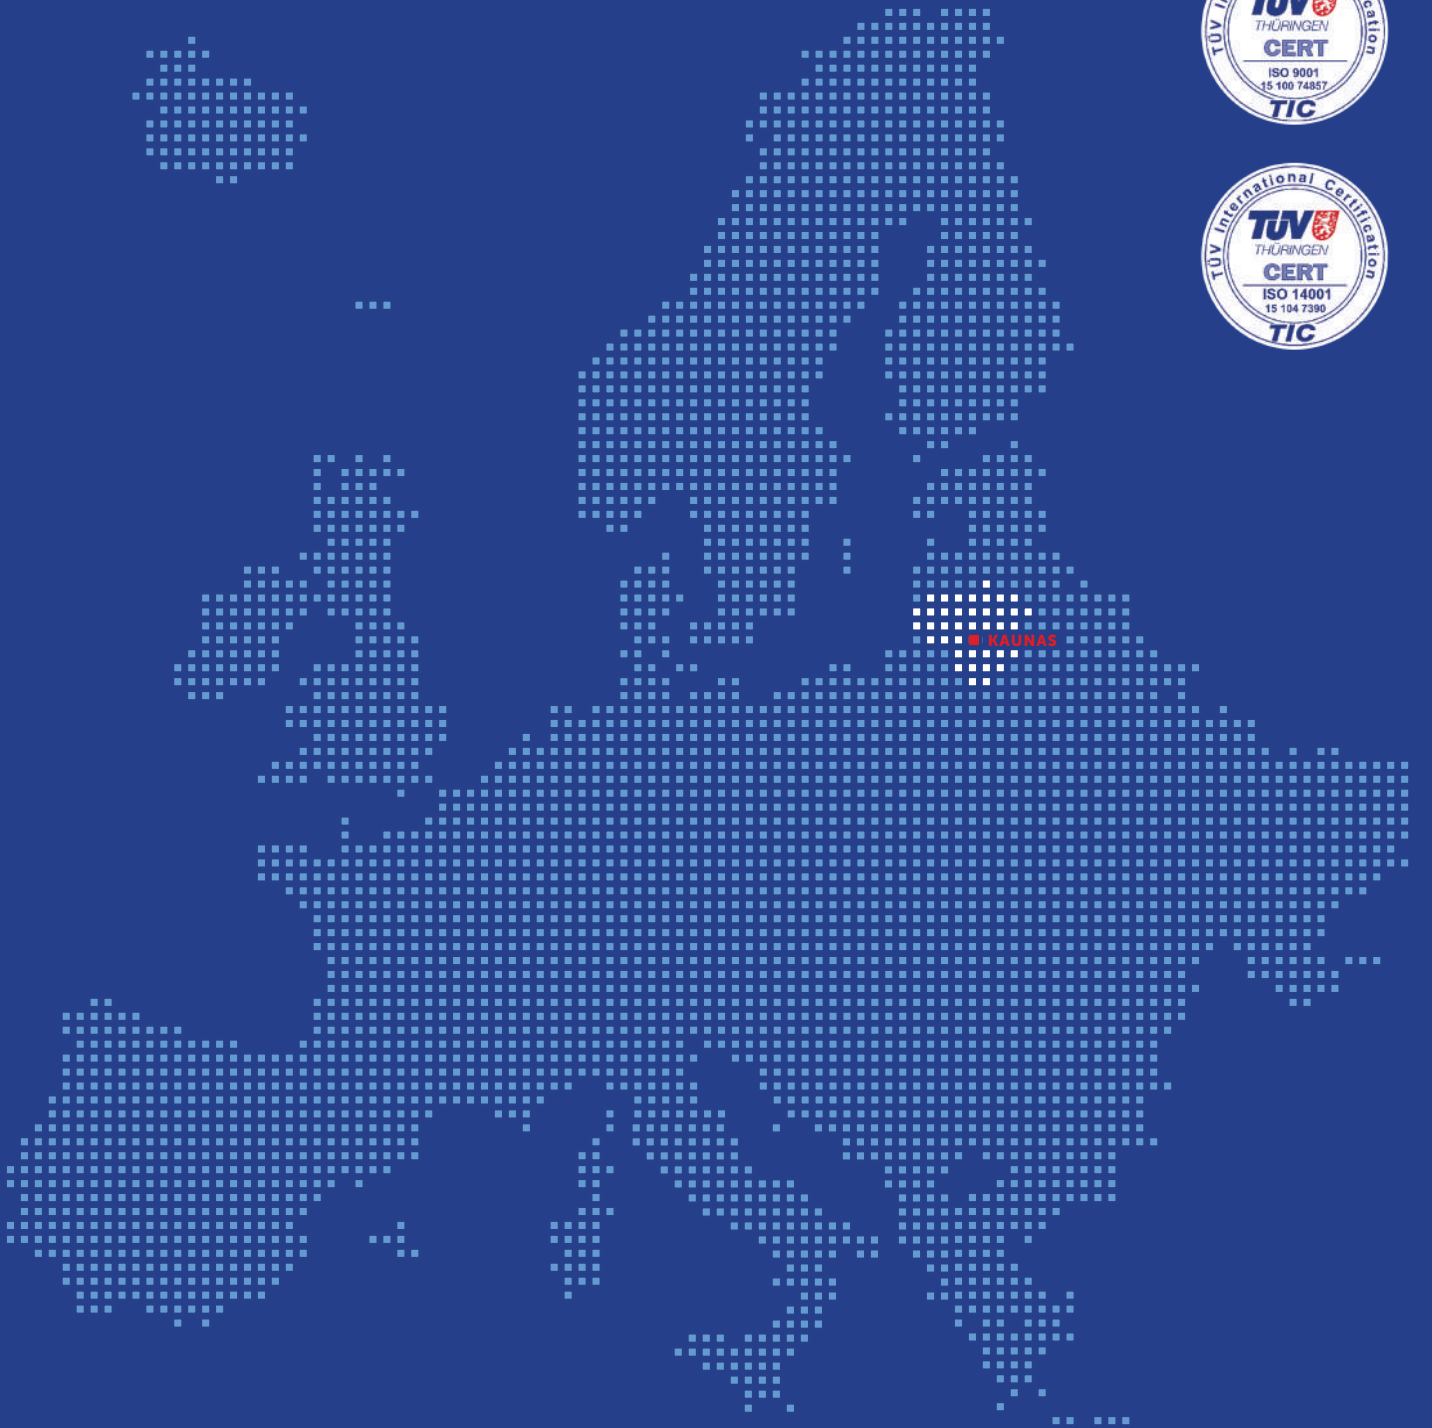 TÜV
THÜRINGEN
CERT
ISO 9001
15 100 74857
TIC
TÜV International Certification
TÜV
THÜRINGEN
CERT
ISO 14001
15 104 7390
TIC
KAUNAS